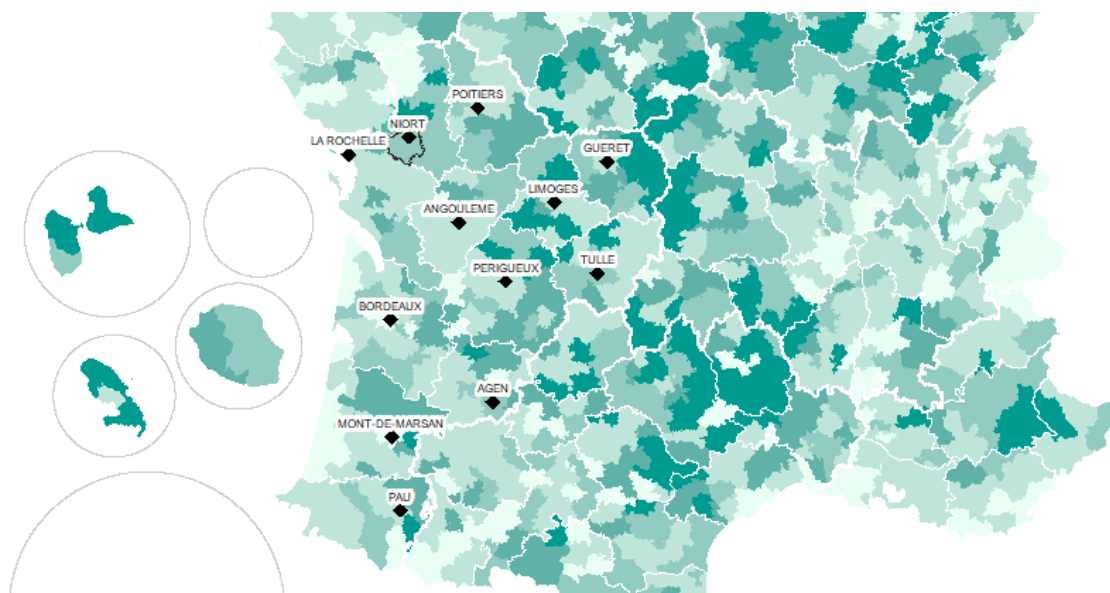 POITIERS
NIORT
LA ROCHELLE
GUERET
LIMOGES
ANGOULEME
PERIGUEUX
TULLE
BORDEAUX
AGEN
MONT-DE-MARSAN
PAU